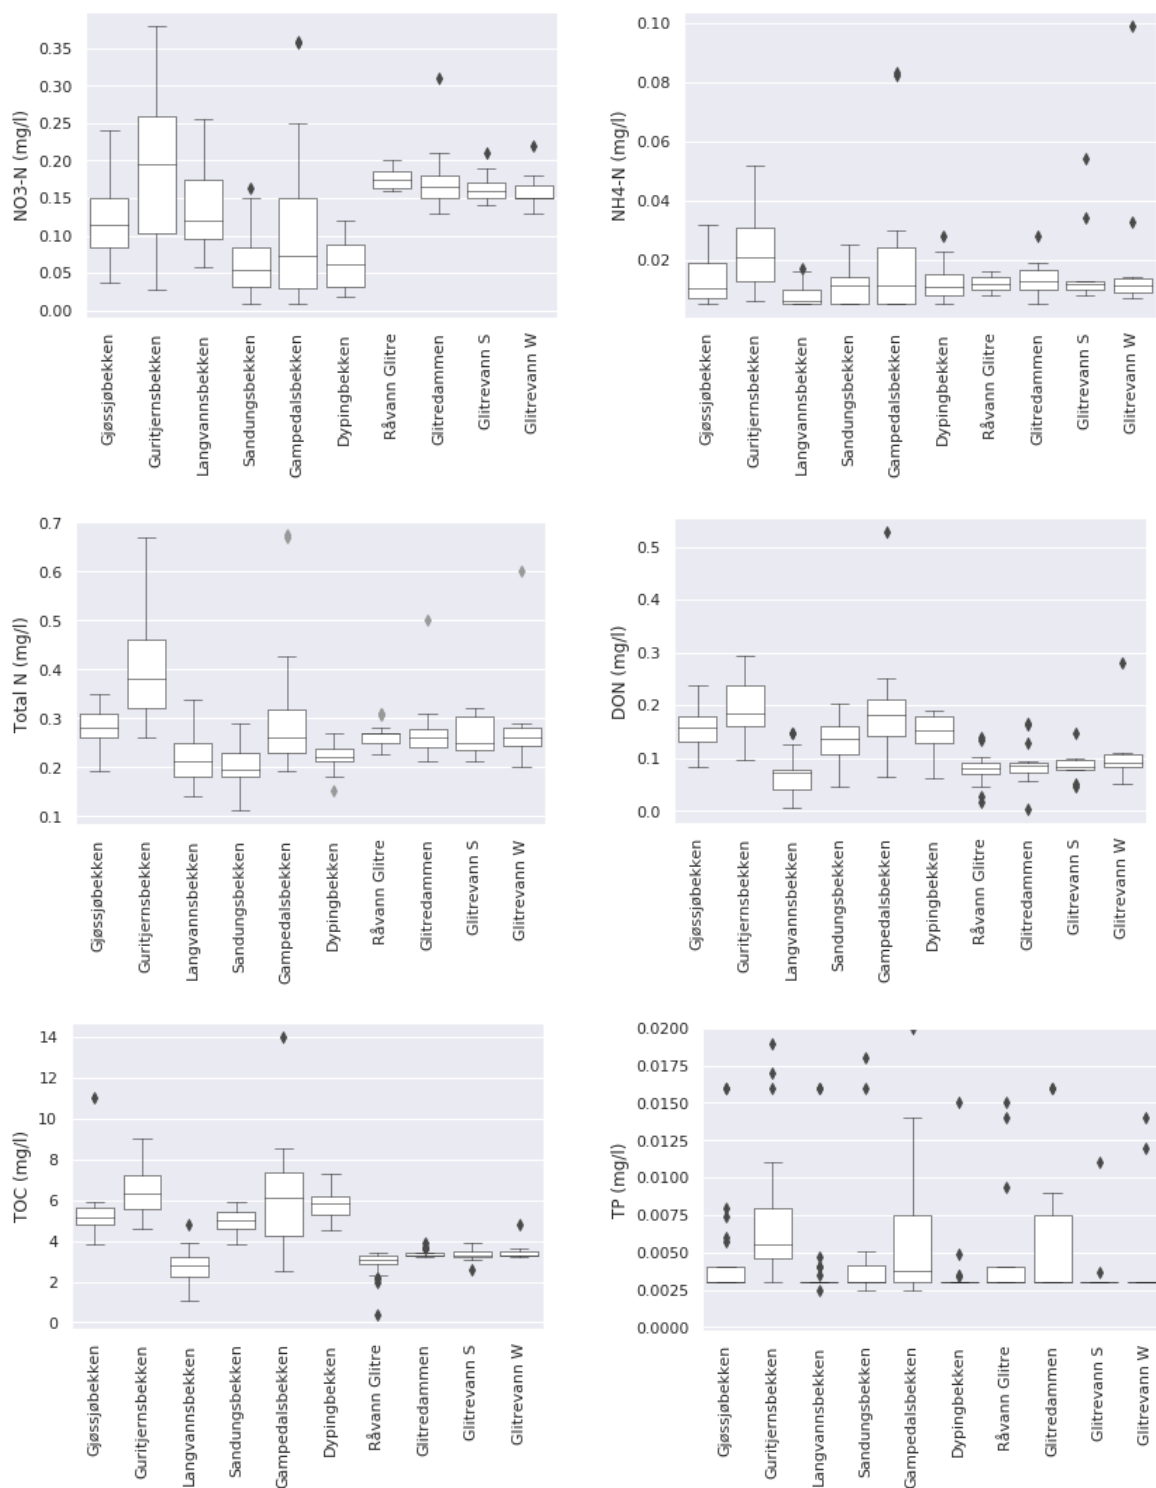 NO3-N (mg/l)
0.35
0.30
0.25
0.20
0.15
0.10
0.05
0.00
Gjøssjøbekken
Guritjernsbekken
Langvannsbekken
Sandungsbekken
Gampedalsbekken
Dypingbekken
Råvann Glitre
Glitredammen
Glitrevann S
Glitrevann W
NH4-N (mg/l)
0.10
0.08
0.06
0.04
0.02
Gjøssjøbekken
Guritjernsbekken
Langvannsbekken
Sandungsbekken
Gampedalsbekken
Dypingbekken
Råvann Glitre
Glitredammen
Glitrevann S
Glitrevann W
Total N (mg/l)
0.7
0.6
0.5
0.4
0.3
0.2
0.1
Gjøssjøbekken
Guritjernsbekken
Langvannsbekken
Sandungsbekken
Gampedalsbekken
Dypingbekken
Råvann Glitre
Glitredammen
Glitrevann S
Glitrevann W
DON (mg/l)
0.5
0.4
0.3
0.2
0.1
0.0
Gjøssjøbekken
Guritjernsbekken
Langvannsbekken
Sandungsbekken
Gampedalsbekken
Dypingbekken
Råvann Glitre
Glitredammen
Glitrevann S
Glitrevann W
TOC (mg/l)
14
12
10
8
6
4
2
0
Gjøssjøbekken
Guritjernsbekken
Langvannsbekken
Sandungsbekken
Gampedalsbekken
Dypingbekken
Råvann Glitre
Glitredammen
Glitrevann S
Glitrevann W
TP (mg/l)
0.0200
0.0175
0.0150
0.0125
0.0100
0.0075
0.0050
0.0025
0.0000
Gjøssjøbekken
Guritjernsbekken
Langvannsbekken
Sandungsbekken
Gampedalsbekken
Dypingbekken
Råvann Glitre
Glitredammen
Glitrevann S
Glitrevann W